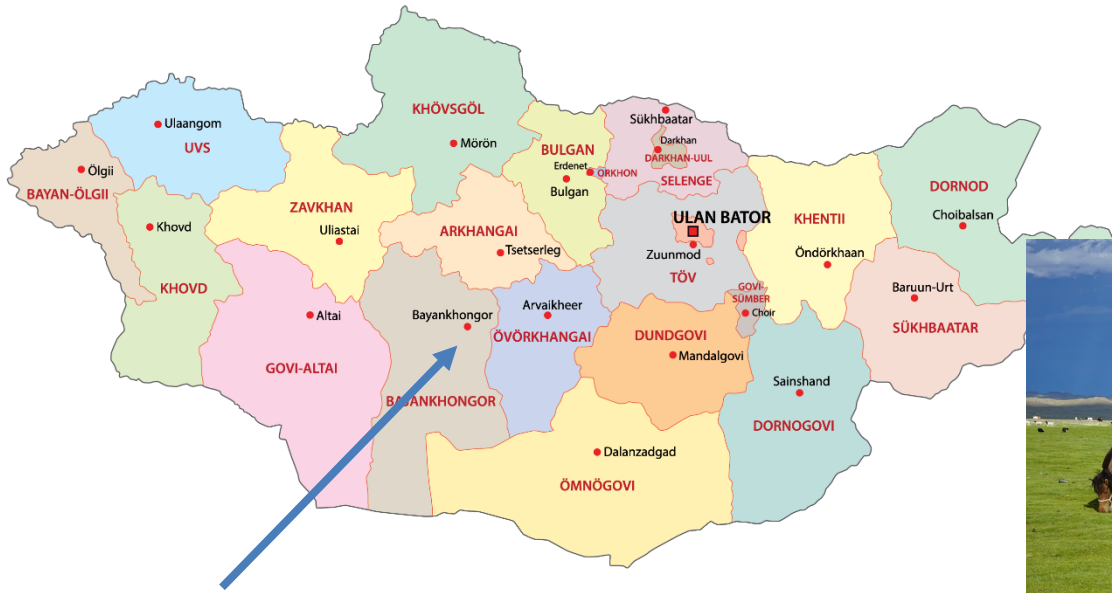 KHÖVSGÖL
Mörön
UVS
Ulaangom
BAYAN-ÖLGII
Ölgii
KHOVD
Khovd
ZAVKHAN
Uliastai
ARKHANGAI
Tsetserleg
BULGAN
Erdenet
Bulgan
ORKHON
Sükhbaatar
Darkhan
DARKHAN-UUL
SELENGE
ULAN BATOR
Zuunmod
TÖV
KHENTII
Öndörkhaan
DORNOD
Choibalsan
Baruun-Urt
SÜKHBAATAR
GOVI-
SÜMBER
Choir
GOVI-ALTAI
Altai
Bayankhongor
BAYANKHONGOR
Arvaikheer
ÖVÖRKHANGAI
DUNDGOVI
Mandalgovi
Sainshand
DORNOGOVI
Dalanzadgad
ÖMNÖGOVI